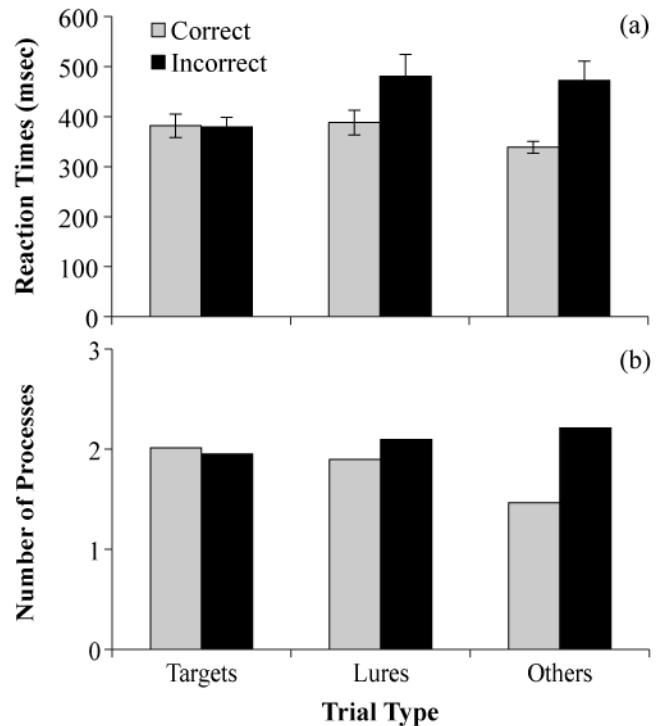 600
500
400
300
200
100
0
Reaction Times (msec)
Correct
Incorrect
(a)
3
2
1
0
Number of Processes
(b)
Targets Lures Others
Trial Type